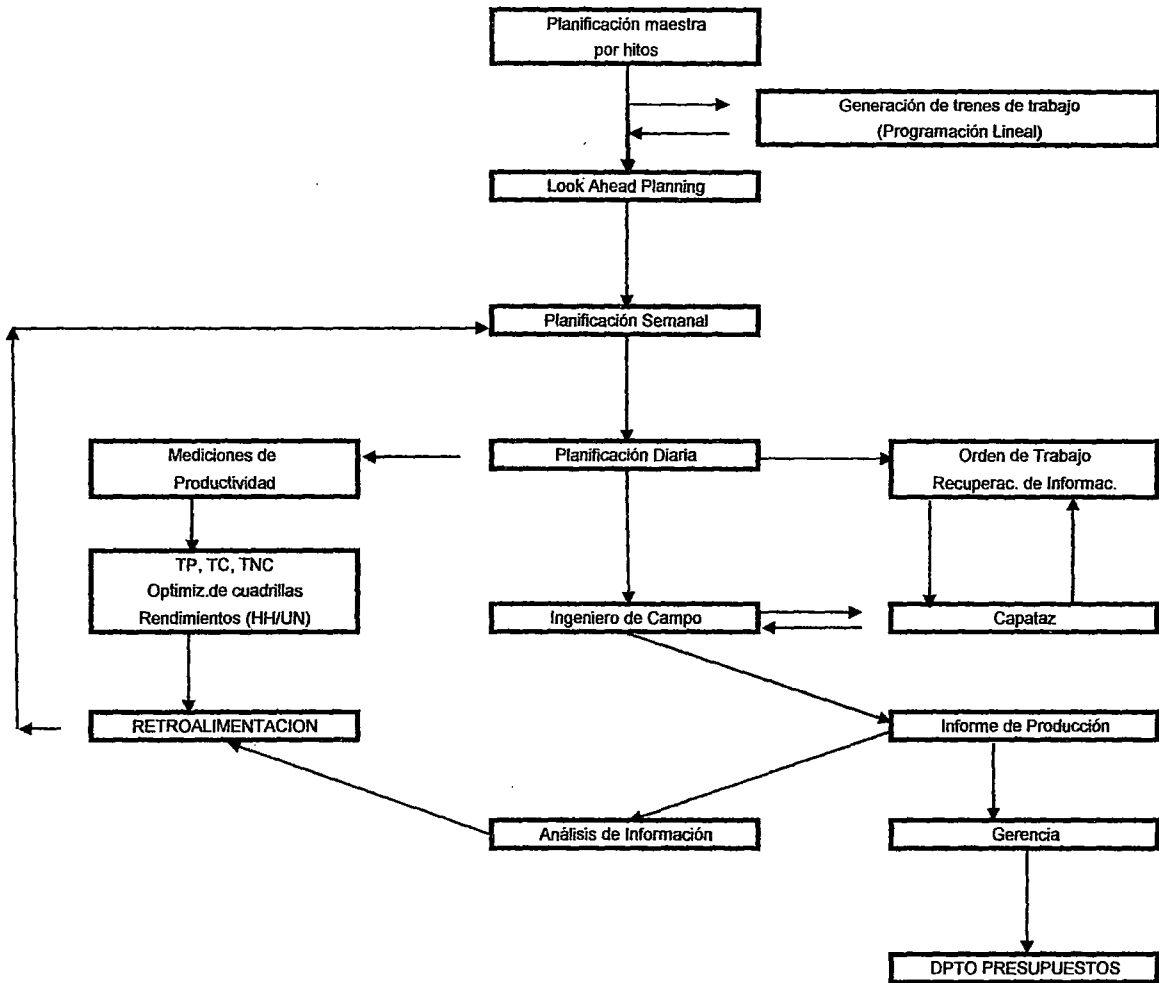 Planificación maestra
por hitos
Generación de trenes de trabajo
(Programación Lineal)
Look Ahead Planning
Planificación Semanal
Mediciones de
Productividad
Planificación Diaria
Orden de Trabajo
Recuperac. de Informac.
TP, TC, TNC
Optimiz.de cuadrillas
Rendimientos (HH/UN)
Ingeniero de Campo
Capataz
RETROALIMENTACION
Informe de Producción
Análisis de Información
Gerencia
DPTO PRESUPUESTOS